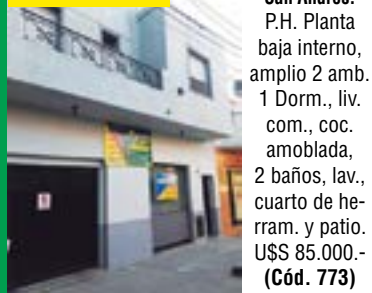 San Andrés:
P.H. Planta
baja interno,
amplio 2 amb.
1 Dorm., liv.
com., coc.
amoblada,
2 baños, lav.,
cuarto de he-
rram. y patio.
U$S 85.000.-
(Cód. 773)